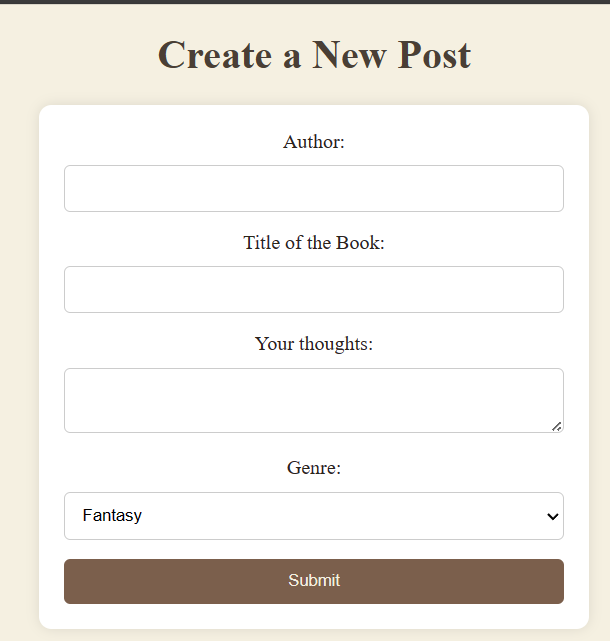 Create a New Post
Author:
Title of the Book:
Your thoughts:
Genre:
Fantasy
Submit